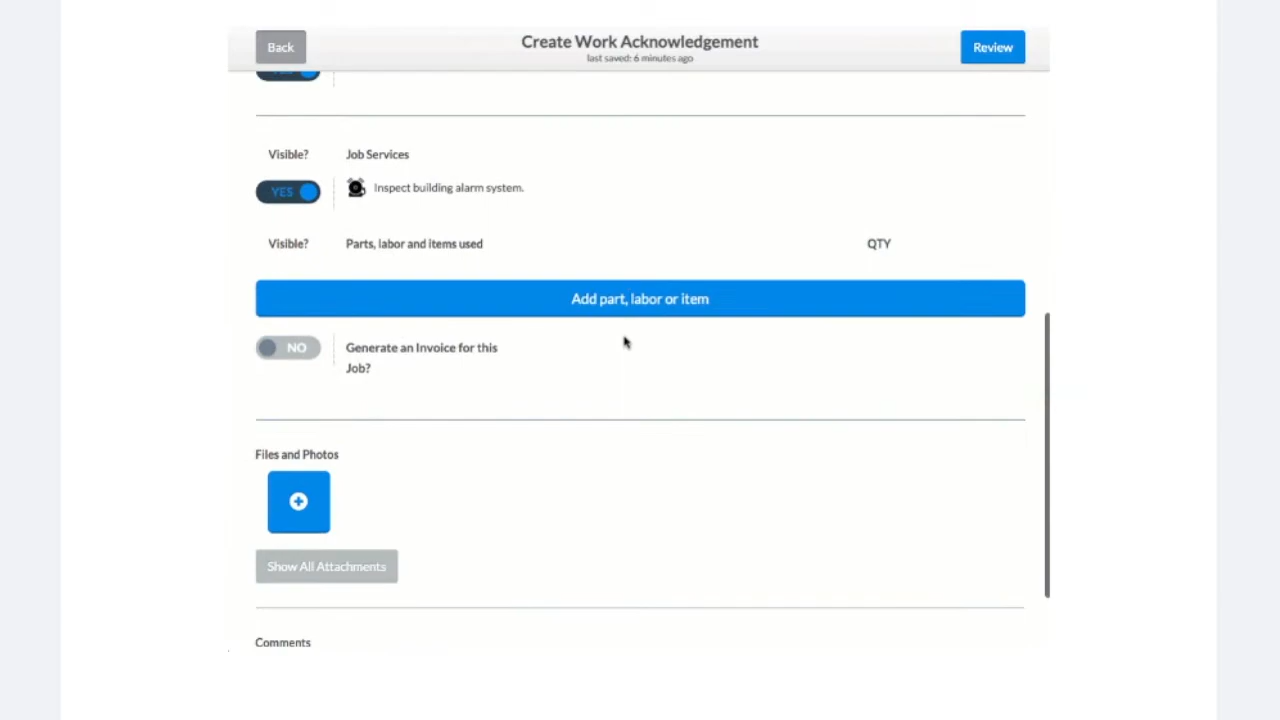 Back
Create Work Acknowledgement
Review
last saved: 6 minutes ago
Visible?
Job Services
YES
Inspect building alarm system.
Visible?
Parts, labor and items used
QTY
Add part, labor or item
NO
Generate an Invoice for this
Job?
Files and Photos
Show All Attachments
Comments